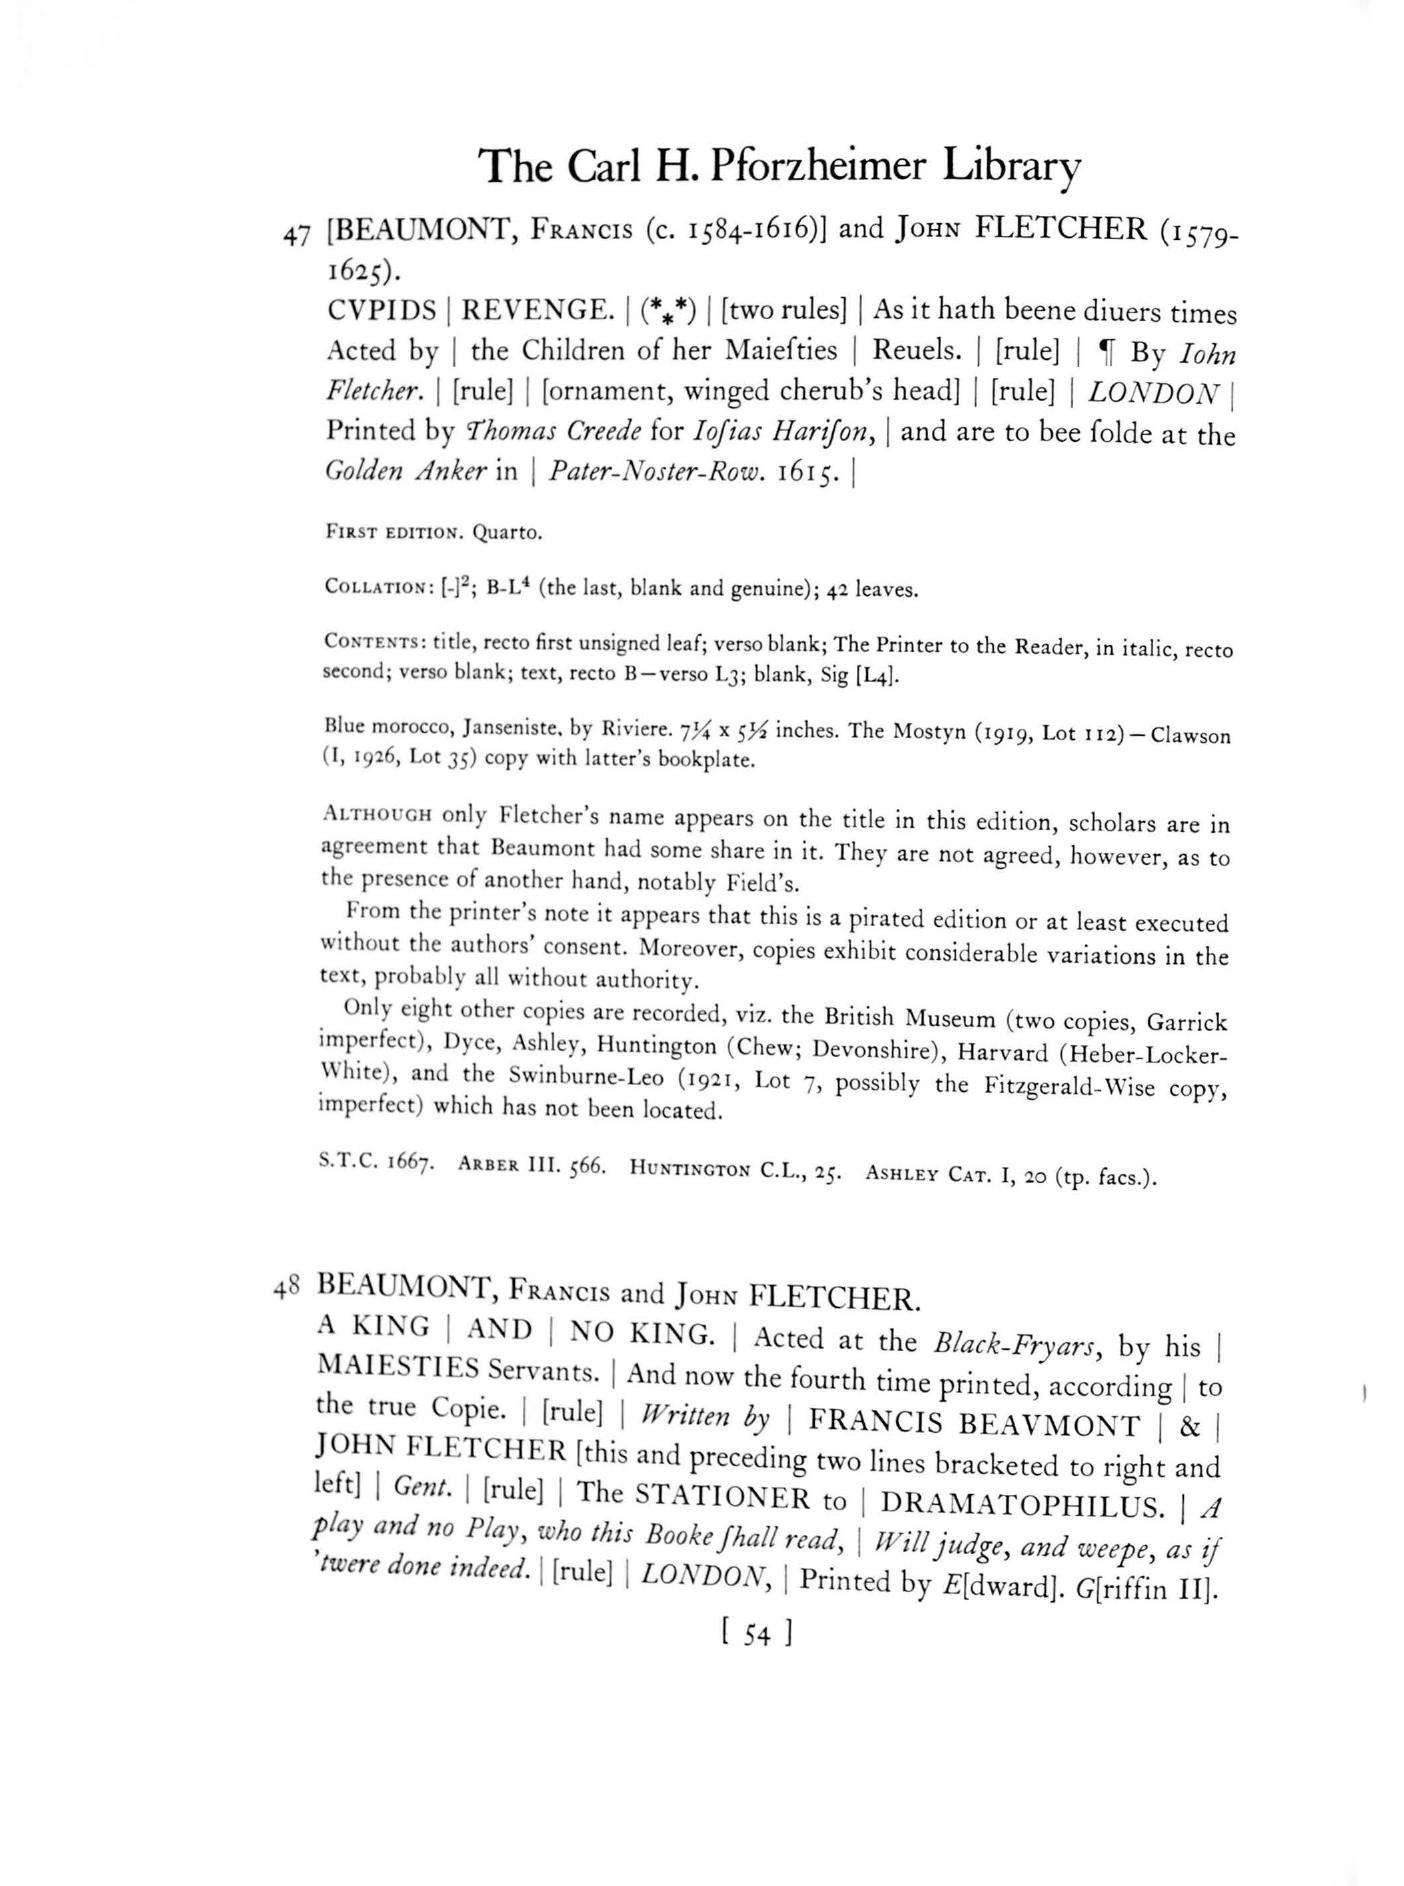 The Carl H. Pforzheimer Library
47 [BEAUMONT, Francis (c. 1584-1616)] and John FLETCHER (1579-
1625).
CVPIDS | REVENGE. | (*⁎*) | [two rules] | As it hath beene diuers times
Acted by | the Children of her Maieſties | Reuels. | [rule] | ¶ By Iohn
Fletcher. | [rule] | [ornament, winged cherub's head] | [rule] | LONDON |
Printed by Thomas Creede for Ioſias Hariſon, | and are to bee ſolde at the
Golden Anker in | Pater-Noster-Row. 1615. |
First edition. Quarto.
Collation: [-]²; B-L⁴ (the last, blank and genuine); 42 leaves.
Contents: title, recto first unsigned leaf; verso blank; The Printer to the Reader, in italic, recto
second; verso blank; text, recto B—verso L3; blank, Sig [L4].
Blue morocco, Janseniste, by Riviere. 7¼ x 5½ inches. The Mostyn (1919, Lot 112)—Clawson
(I, 1926, Lot 35) copy with latter's bookplate.
Although only Fletcher's name appears on the title in this edition, scholars are in
agreement that Beaumont had some share in it. They are not agreed, however, as to
the presence of another hand, notably Field's.
From the printer's note it appears that this is a pirated edition or at least executed
without the authors' consent. Moreover, copies exhibit considerable variations in the
text, probably all without authority.
Only eight other copies are recorded, viz. the British Museum (two copies, Garrick
imperfect), Dyce, Ashley, Huntington (Chew; Devonshire), Harvard (Heber-Locker-
White), and the Swinburne-Leo (1921, Lot 7, possibly the Fitzgerald-Wise copy,
imperfect) which has not been located.
S.T.C. 1667. Arber III. 566. Huntington C.L., 25. Ashley Cat. I, 20 (tp. facs.).
48 BEAUMONT, Francis and John FLETCHER.
A KING | AND | NO KING. | Acted at the Black-Fryars, by his |
MAIESTIES Servants. | And now the fourth time printed, according | to
the true Copie. | [rule] | Written by | FRANCIS BEAVMONT | & |
JOHN FLETCHER [this and preceding two lines bracketed to right and
left] | Gent. | [rule] | The STATIONER to | DRAMATOPHILUS. | A
play and no Play, who this Booke ſhall read, | Will judge, and weepe, as if
'twere done indeed. | [rule] | LONDON, | Printed by E[dward]. G[riffin II].
[ 54 ]